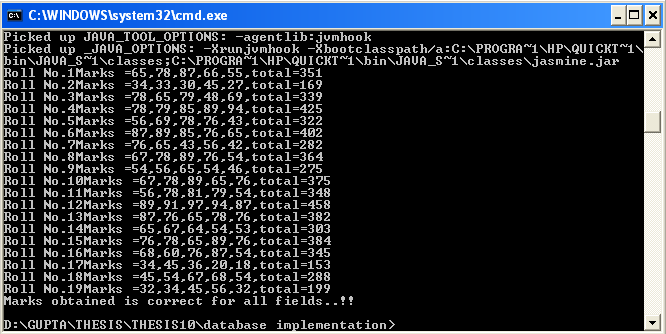 C:\WINDOWS\system32\cmd.exe
Picked up JAVA_TOOL_OPTIONS: -agentlib:jvmhook
Picked up _JAVA_OPTIONS: -Xrunjvmhook -Xbootclasspath/a:C:\PROGRA~1\HP\QUICKT~1\
bin\JAVA_S~1\classes;C:\PROGRA~1\HP\QUICKT~1\bin\JAVA_S~1\classes\jasmine.jar
Roll No.1Marks =65,78,87,66,55,total=351
Roll No.2Marks =34,33,30,45,27,total=169
Roll No.3Marks =78,65,79,48,69,total=339
Roll No.4Marks =78,79,85,89,94,total=425
Roll No.5Marks =56,69,78,76,43,total=322
Roll No.6Marks =87,89,85,76,65,total=402
Roll No.7Marks =76,65,43,56,42,total=282
Roll No.8Marks =67,78,89,76,54,total=364
Roll No.9Marks =54,56,65,54,46,total=275
Roll No.10Marks =67,78,89,65,76,total=375
Roll No.11Marks =56,78,81,79,54,total=348
Roll No.12Marks =89,91,97,94,87,total=458
Roll No.13Marks =87,76,65,78,76,total=382
Roll No.14Marks =65,67,64,54,53,total=303
Roll No.15Marks =76,78,65,89,76,total=384
Roll No.16Marks =68,60,76,87,54,total=345
Roll No.17Marks =34,45,36,20,18,total=153
Roll No.18Marks =45,54,67,68,54,total=288
Roll No.19Marks =32,34,45,56,32,total=199
Marks obtained is correct for all fields..!!
D:\GUPTA\THESIS\THESIS10\database implementation>